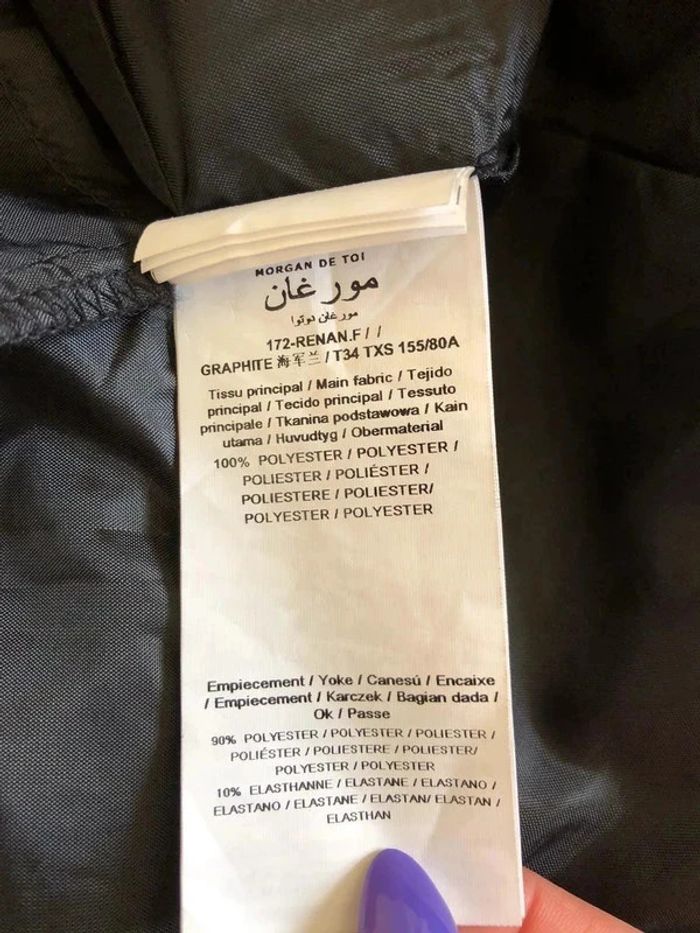 MORGAN DE TOI
مورغان
مورغان دوتوا
172-RENAN.F / /
GRAPHITE 海军兰 / T34 TXS 155/80A
Tissu principal / Main fabric / Tejido
principal / Tecido principal / Tessuto
principale / Tkanina podstawowa / Kain
utama / Huvudtyg / Obermaterial
100% POLYESTER / POLYESTER /
POLIESTER / POLIÉSTER /
POLIESTERE / POLIESTER/
POLYESTER / POLYESTER
Empiecement / Yoke / Canesú / Encaixe
/ Empiecement / Karczek / Bagian dada /
Ok / Passe
90% POLYESTER / POLYESTER / POLIESTER /
POLIÉSTER / POLIESTERE / POLIESTER/
POLYESTER / POLYESTER
10% ELASTHANNE / ELASTANE / ELASTANO /
ELASTANO / ELASTANE / ELASTAN/ ELASTAN /
ELASTHAN